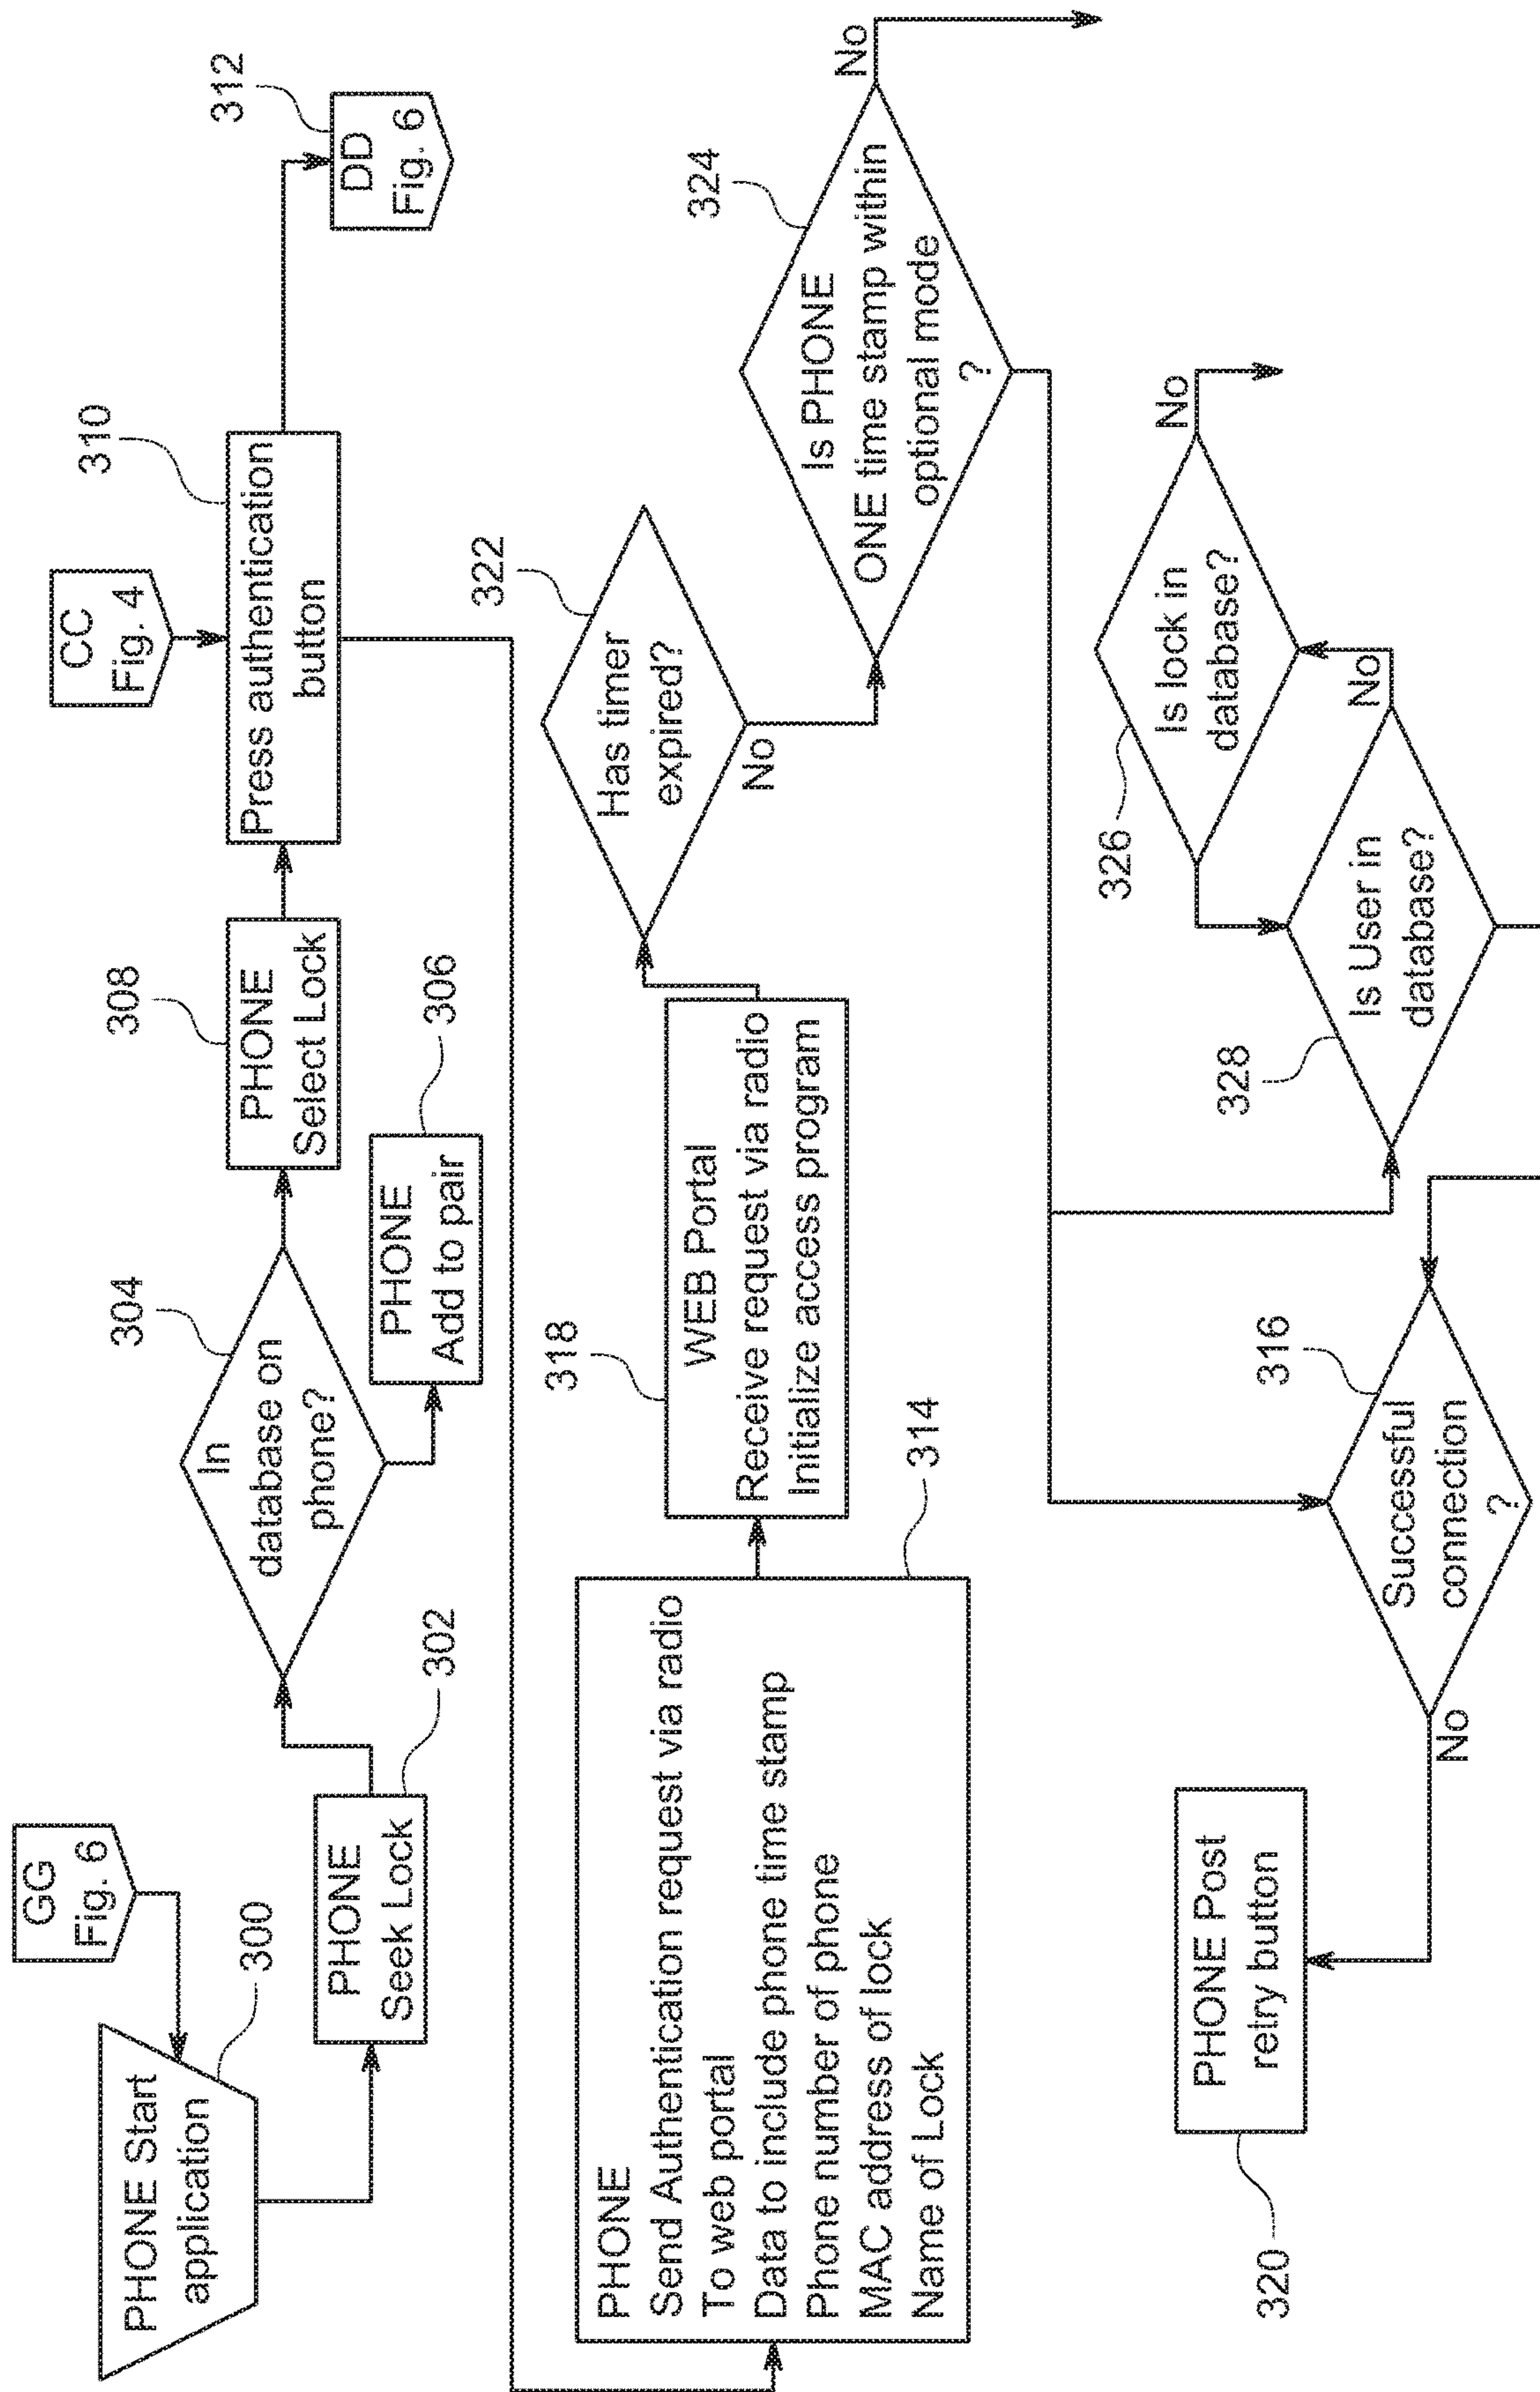 GG
Fig. 6
PHONE Start
application
300
PHONE
Seek Lock
302
In
database on
phone?
304
PHONE
Add to pair
306
PHONE
Select Lock
308
CC
Fig. 4
Press authentication
button
310
DD
Fig. 6
312
PHONE
Send Authentication request via radio
To web portal
Data to include phone time stamp
Phone number of phone
MAC address of lock
Name of Lock
314
WEB Portal
Receive request via radio
Initialize access program
318
Has timer
expired?
322
No
Is PHONE
ONE time stamp within
optional mode
?
324
No
PHONE Post
retry button
320
No
Successful
connection
?
316
Is User in
database?
328
No
Is lock in
database?
326
No